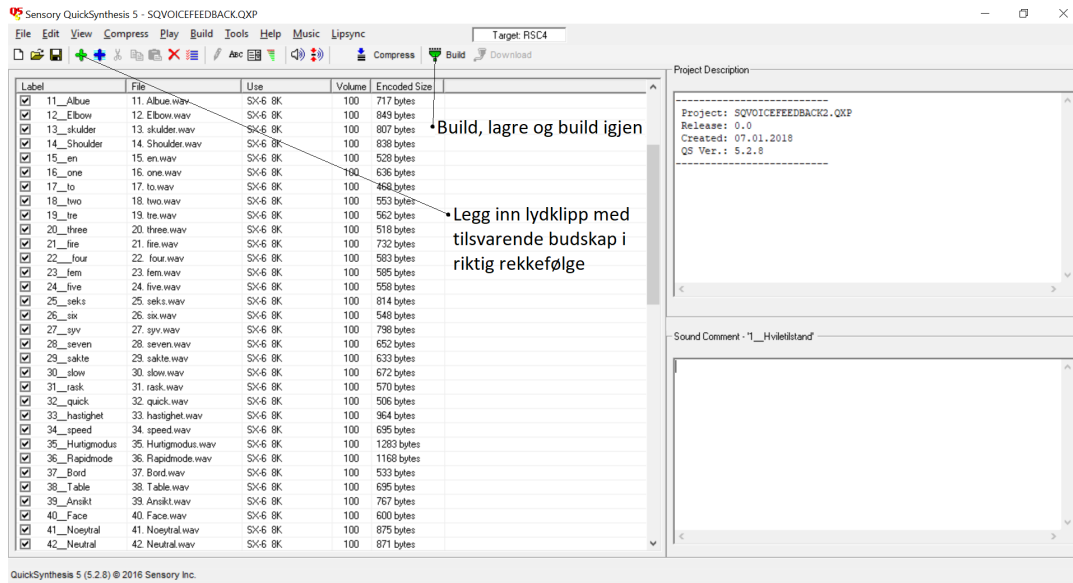 QS Sensory QuickSynthesis 5 - SQVOICEFEEDBACK.QXP
File Edit View Compress Play Build Tools Help Music Lipsync Target: RSC4
ABC Compress Build Download
Label File Use Volume Encoded Size
11__Albue 11. Albue.wav SX-6 8K 100 717 bytes
12__Elbow 12. Elbow.wav SX-6 8K 100 849 bytes
13__skulder 13. skulder.wav SX-6 8K 100 807 bytes
14__Shoulder 14. Shoulder.wav SX-6 8K 100 838 bytes
15__en 15. en.wav SX-6 8K 100 528 bytes
16__one 16. one.wav SX-6 8K 100 636 bytes
17__to 17. to.wav SX-6 8K 100 468 bytes
18__two 18. two.wav SX-6 8K 100 553 bytes
19__tre 19. tre.wav SX-6 8K 100 562 bytes
20__three 20. three.wav SX-6 8K 100 518 bytes
21__fire 21. fire.wav SX-6 8K 100 732 bytes
22___four 22. four.wav SX-6 8K 100 583 bytes
23__fem 23. fem.wav SX-6 8K 100 585 bytes
24__five 24. five.wav SX-6 8K 100 558 bytes
25__seks 25. seks.wav SX-6 8K 100 814 bytes
26__six 26. six.wav SX-6 8K 100 548 bytes
27__syv 27. syv.wav SX-6 8K 100 798 bytes
28__seven 28. seven.wav SX-6 8K 100 652 bytes
29__sakte 29. sakte.wav SX-6 8K 100 633 bytes
30__slow 30. slow.wav SX-6 8K 100 672 bytes
31__rask 31. rask.wav SX-6 8K 100 570 bytes
32__quick 32. quick.wav SX-6 8K 100 506 bytes
33__hastighet 33. hastighet.wav SX-6 8K 100 964 bytes
34__speed 34. speed.wav SX-6 8K 100 695 bytes
35__Hurtigmodus 35. Hurtigmodus.wav SX-6 8K 100 1283 bytes
36__Rapidmode 36. Rapidmode.wav SX-6 8K 100 1168 bytes
37__Bord 37. Bord.wav SX-6 8K 100 533 bytes
38__Table 38. Table.wav SX-6 8K 100 695 bytes
39__Ansikt 39. Ansikt.wav SX-6 8K 100 767 bytes
40__Face 40. Face.wav SX-6 8K 100 600 bytes
41__Noeytral 41. Noeytral.wav SX-6 8K 100 875 bytes
42__Neutral 42. Neutral.wav SX-6 8K 100 871 bytes
•Build, lagre og build igjen
•Legg inn lydklipp med
tilsvarende budskap i
riktig rekkefølge
Project Description
--------------------------
Project: SQVOICEFEEDBACK2.QXP
Release: 0.0
Created: 07.01.2018
QS Ver.: 5.2.8
--------------------------
Sound Comment - "1__Hviletilstand"
QuickSynthesis 5 (5.2.8) © 2016 Sensory Inc.